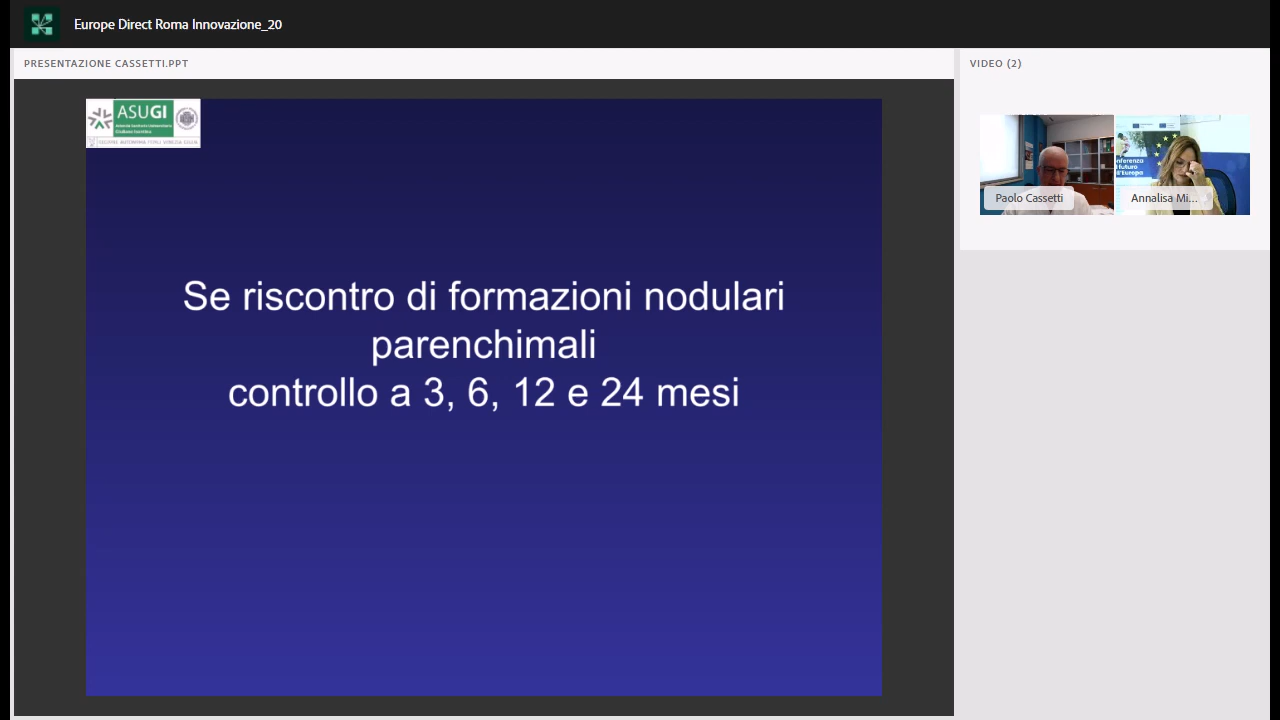 Europe Direct Roma Innovazione_20
PRESENTAZIONE CASSETTI.PPT
VIDEO (2)
ASUGI
Se riscontro di formazioni nodulari
parenchimali
controllo a 3, 6, 12 e 24 mesi
Paolo Cassetti
Annalisa Mi...